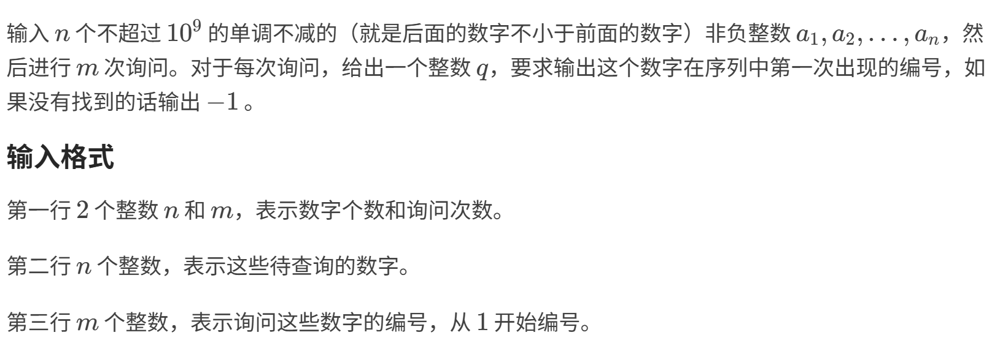 输入 n 个不超过 10^9 的单调不减的（就是后面的数字不小于前面的数字）非负整数 a_1, a_2, ..., a_n，然
后进行 m 次询问。对于每次询问，给出一个整数 q，要求输出这个数字在序列中第一次出现的编号，如
果没有找到的话输出 −1 。
输入格式
第一行 2 个整数 n 和 m，表示数字个数和询问次数。
第二行 n 个整数，表示这些待查询的数字。
第三行 m 个整数，表示询问这些数字的编号，从 1 开始编号。